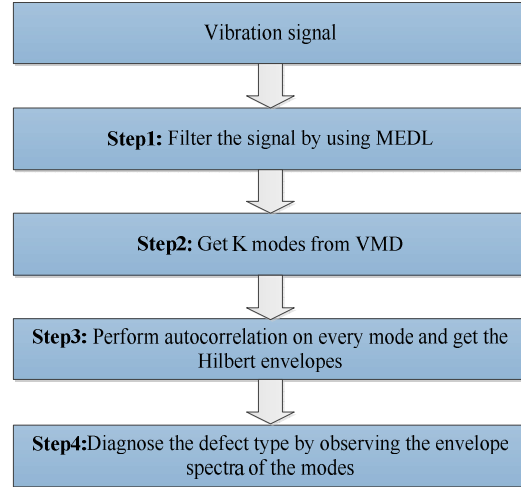 Vibration signal
Step1: Filter the signal by using MEDL
Step2: Get K modes from VMD
Step3: Perform autocorrelation on every mode and get the
Hilbert envelopes
Step4:Diagnose the defect type by observing the envelope
spectra of the modes